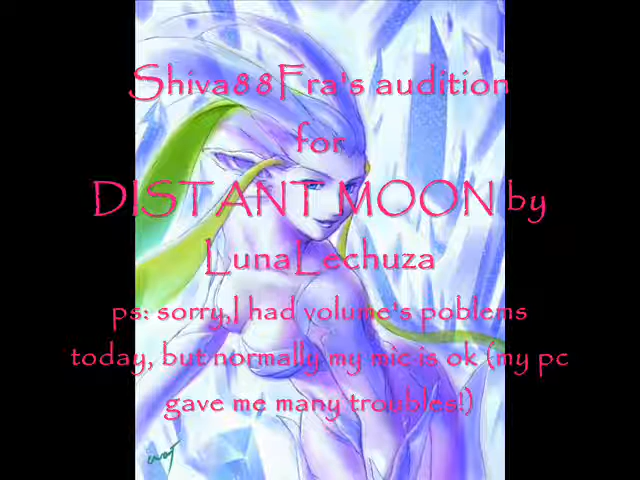 Shiva88Fra's audition
for
DISTANT MOON by
LunaLechuza
ps: sorry,I had volume's poblems
today, but normally my mic is ok (my pc
gave me many troubles!)